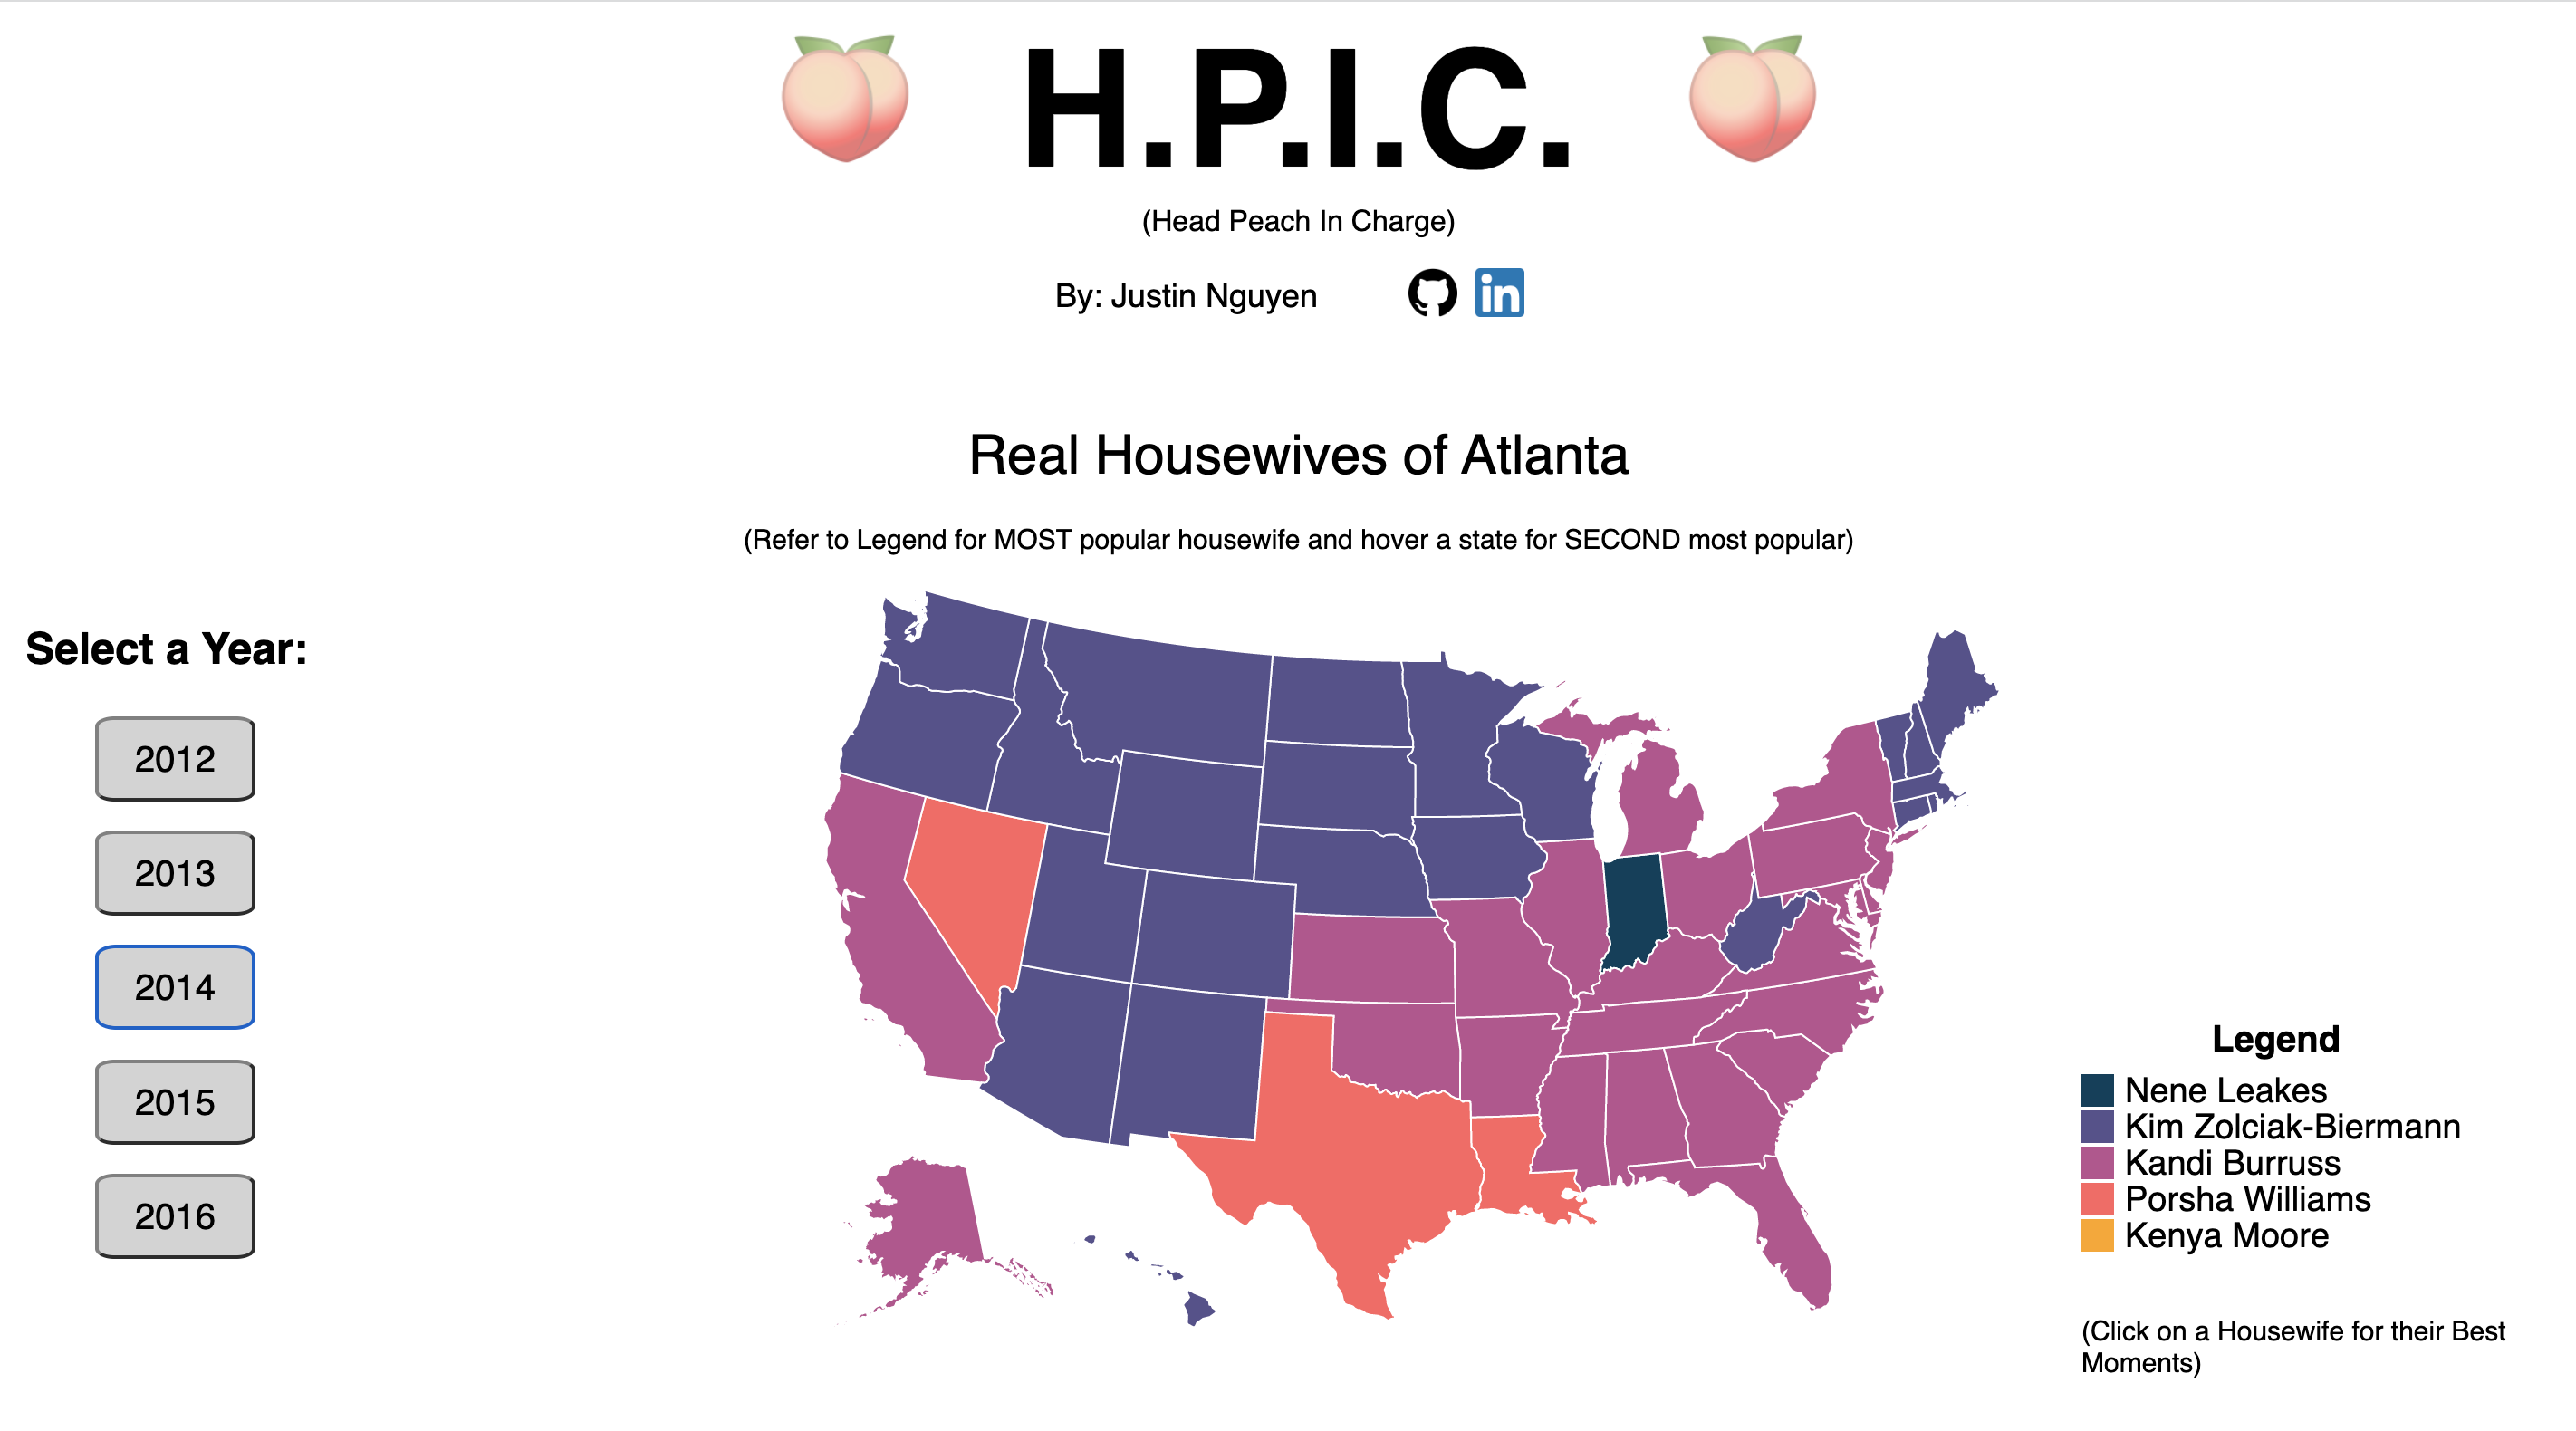 H.P.I.C.
(Head Peach In Charge)
By: Justin Nguyen
in
Real Housewives of Atlanta
(Refer to Legend for MOST popular housewife and hover a state for SECOND most popular)
Select a Year:
2012
2013
2014
2015
2016
Legend
Nene Leakes
Kim Zolciak-Biermann
Kandi Burruss
Porsha Williams
Kenya Moore
(Click on a Housewife for their Best
Moments)